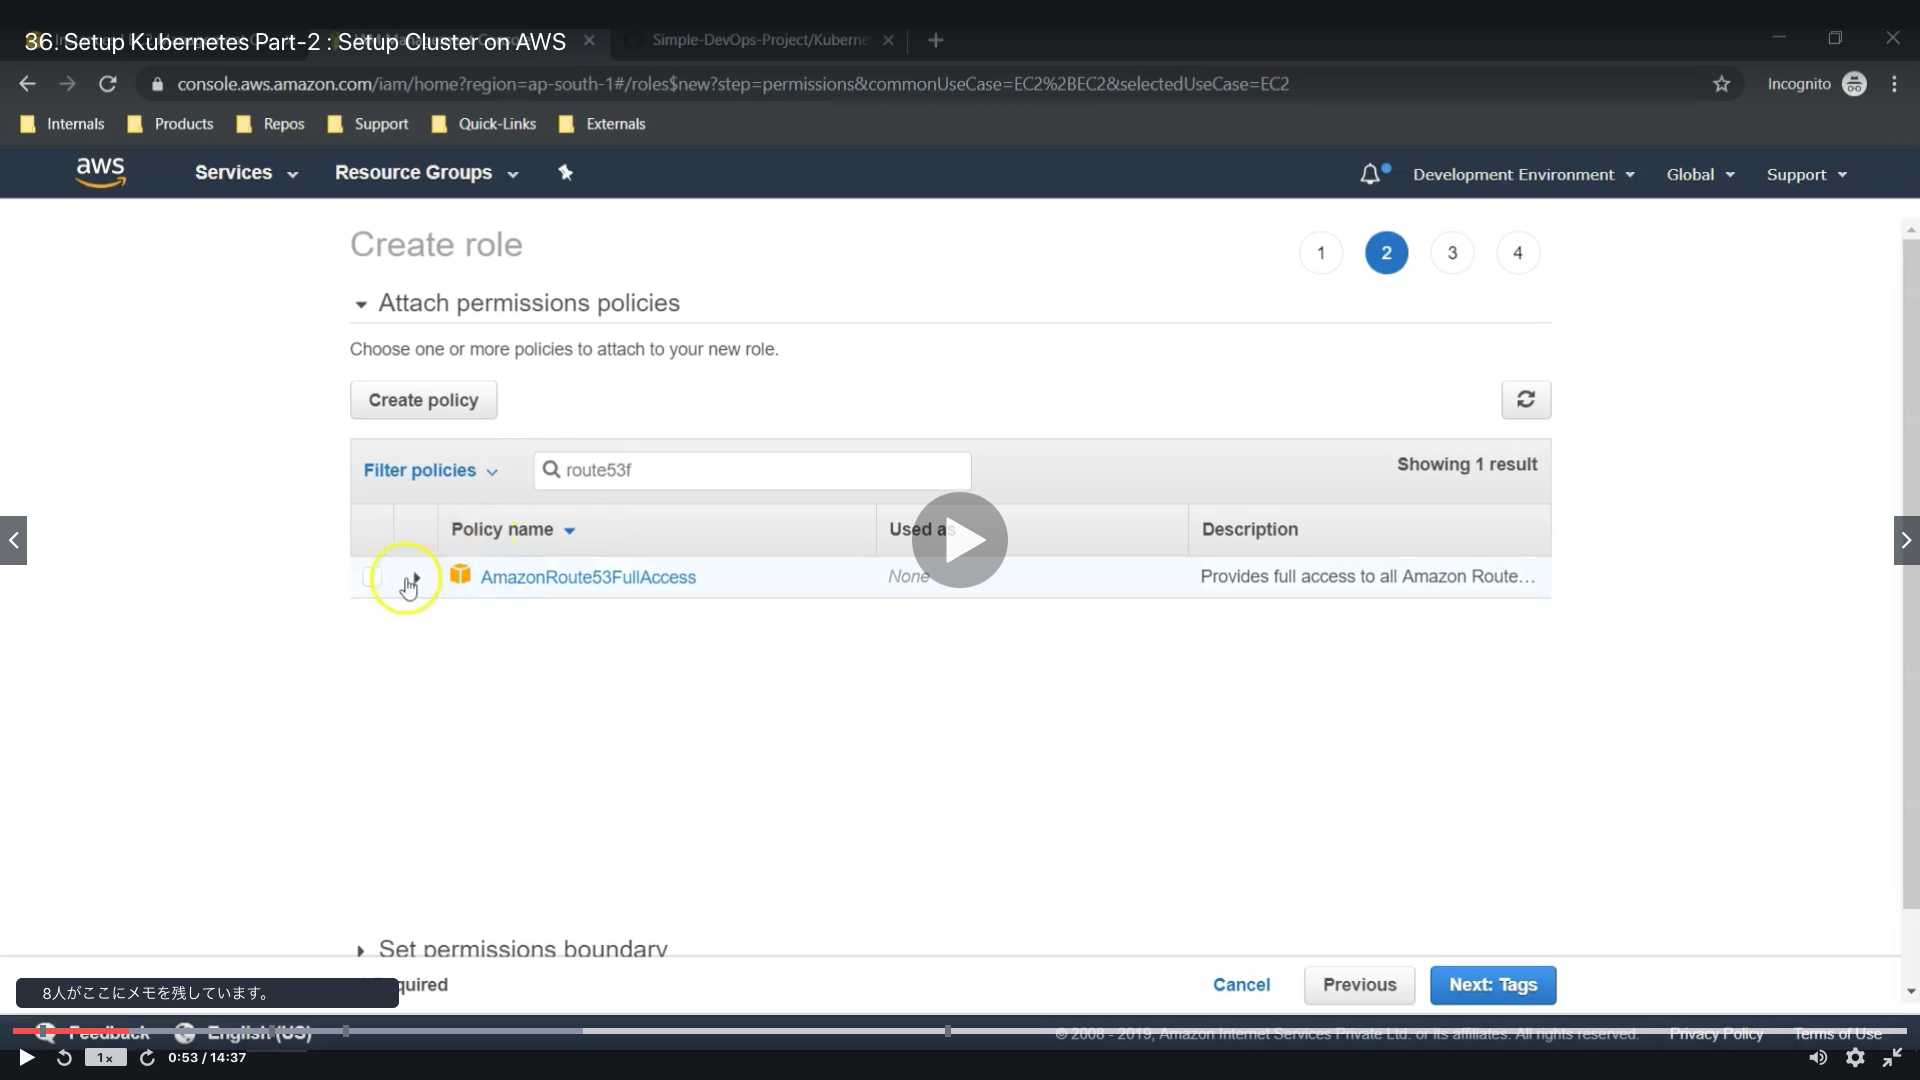 36. Setup Kubernetes Part-2 : Setup Cluster on AWS
Simple-DevOps-Project/Kuberne
console.aws.amazon.com/iam/home?region=ap-south-1#/roles$new?step=permissions&commonUseCase=EC2%2BEC2&selectedUseCase=EC2
Incognito
Internals Products Repos Support Quick-Links Externals
aws Services Resource Groups Development Environment Global Support
Create role
1 2 3 4
Attach permissions policies
Choose one or more policies to attach to your new role.
Create policy
Filter policies route53f Showing 1 result
Policy name Used as Description
AmazonRoute53FullAccess None Provides full access to all Amazon Route...
Set permissions boundary
8人がここにメモを残しています。
quired
Cancel Previous Next: Tags
Feedback English (US) © 2008 - 2019, Amazon Internet Services Private Ltd. or its affiliates. All rights reserved. Privacy Policy Terms of Use
1x 0:53 / 14:37